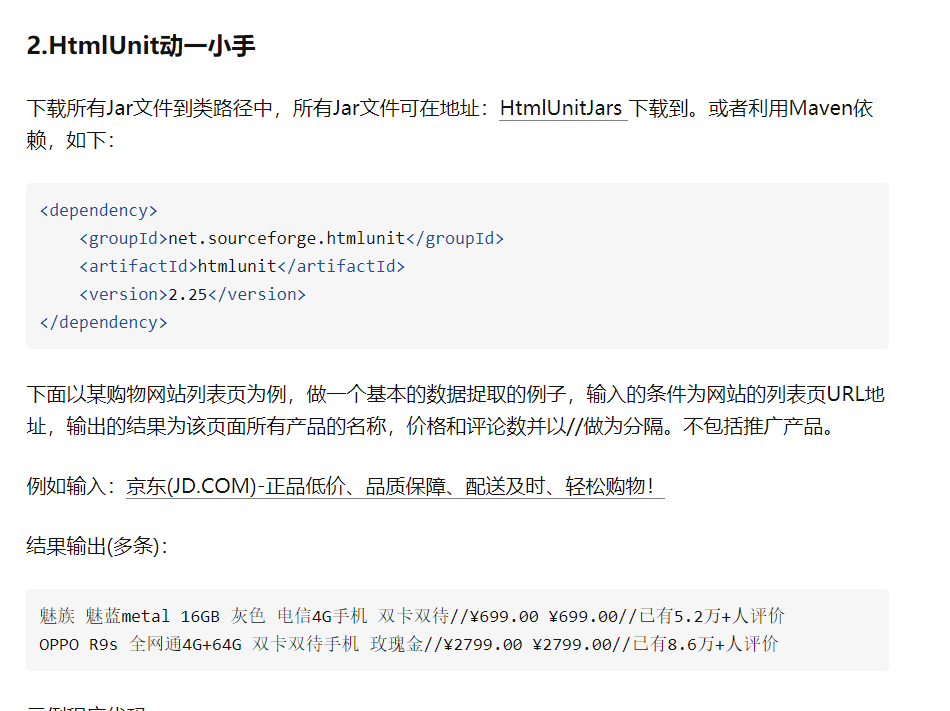 2.HtmlUnit动一小手
下载所有Jar文件到类路径中，所有Jar文件可在地址：HtmlUnitJars 下载到。或者利用Maven依
赖，如下：
<dependency>
    <groupId>net.sourceforge.htmlunit</groupId>
    <artifactId>htmlunit</artifactId>
    <version>2.25</version>
</dependency>
下面以某购物网站列表页为例，做一个基本的数据捉取的例子，输入的条件为网站的列表页URL地
址，输出的结果为该页面所有产品的名称，价格和评论数并以//做为分隔。不包括推广产品。
例如输入：京东(JD.COM)-正品低价、品质保障、配送及时、轻松购物！
结果输出(多条)：
魅族 魅蓝metal 16GB 灰色 电信4G手机 双卡双待//¥699.00 ¥699.00//已有5.2万+人评价
OPPO R9s 全网通4G+64G 双卡双待手机 玫瑰金//¥2799.00 ¥2799.00//已有8.6万+人评价